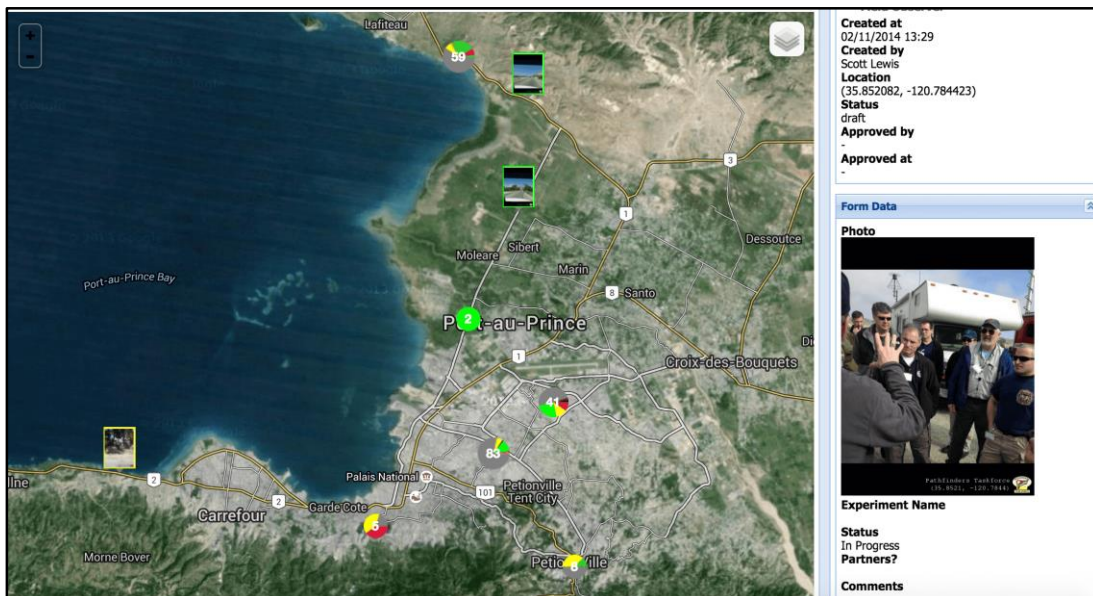 +
−
Lafiteau
59
3
1
Dessoutce
Moleare
Sibert
Marin
Port-au-Prince Bay
8
Santo
2
Port-au-Prince
1
Croix-des-Bouquets
41
83
Palais National
2
101
Petionville
Tent City
2
Garde Cote
Carrefour
5
Morne Bover
Petionville
8
Created at
02/11/2014 13:29
Created by
Scott Lewis
Location
(35.852082, -120.784423)
Status
draft
Approved by
-
Approved at
-
Form Data
Photo
Pathfinders Taskforce
(35.8521, -120.7844)
Experiment Name
Status
In Progress
Partners?
Comments